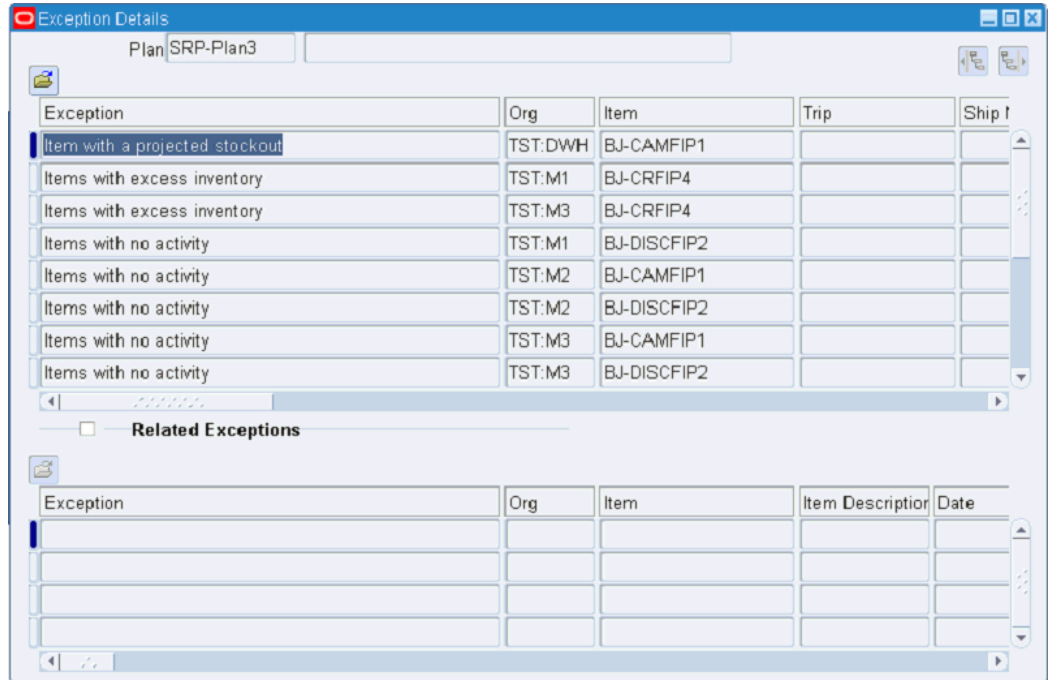 Exception Details
Plan SRP-Plan3
Exception Org Item Trip Ship
Item with a projected stockout TST:DWH BJ-CAMFIP1
Items with excess inventory TST:M1 BJ-CRFIP4
Items with excess inventory TST:M3 BJ-CRFIP4
Items with no activity TST:M1 BJ-DISCFIP2
Items with no activity TST:M2 BJ-CAMFIP1
Items with no activity TST:M2 BJ-DISCFIP2
Items with no activity TST:M3 BJ-CAMFIP1
Items with no activity TST:M3 BJ-DISCFIP2
Related Exceptions
Exception Org Item Item Description Date